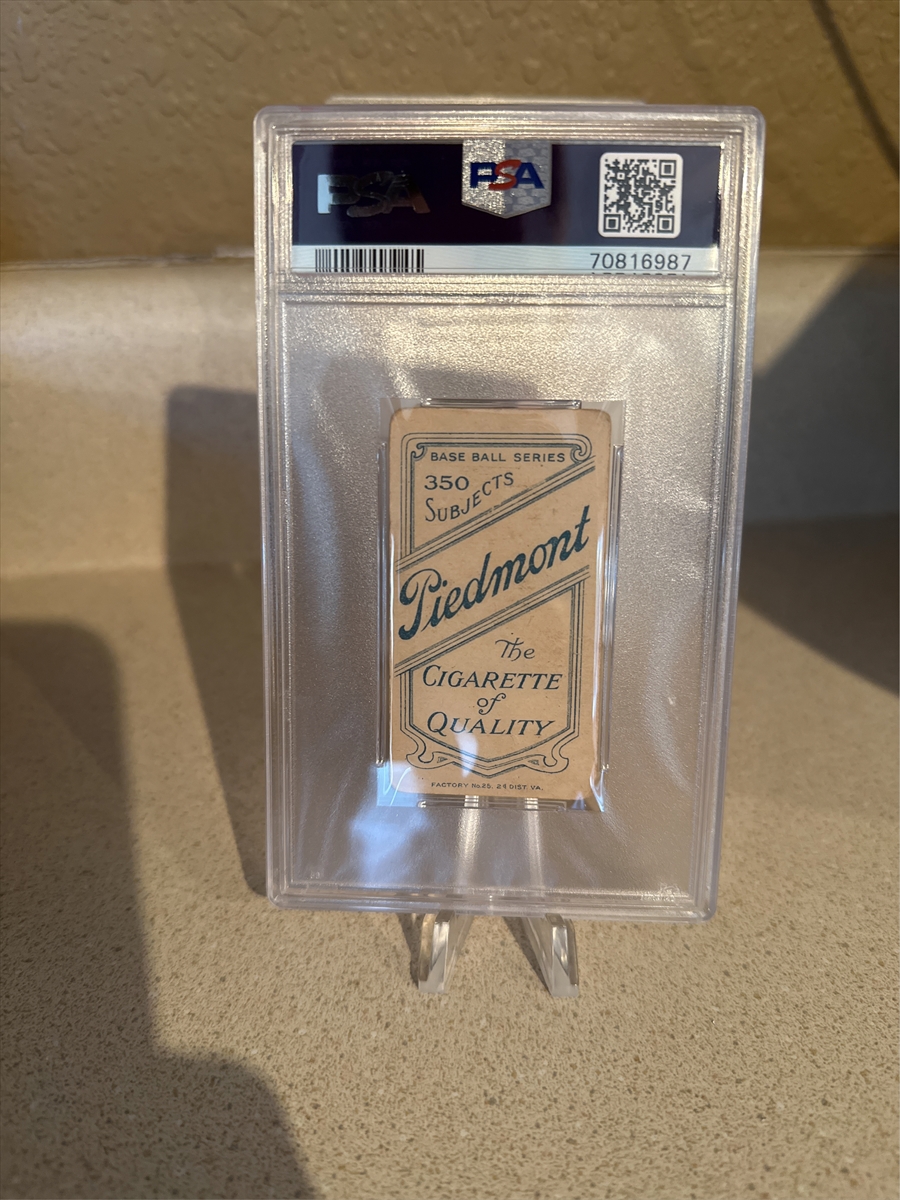 PSA
PSA
70816987
BASE BALL SERIES
350
SUBJECTS
Piedmont
The
CIGARETTE
of
QUALITY
FACTORY No 25. 2d DIST. VA.